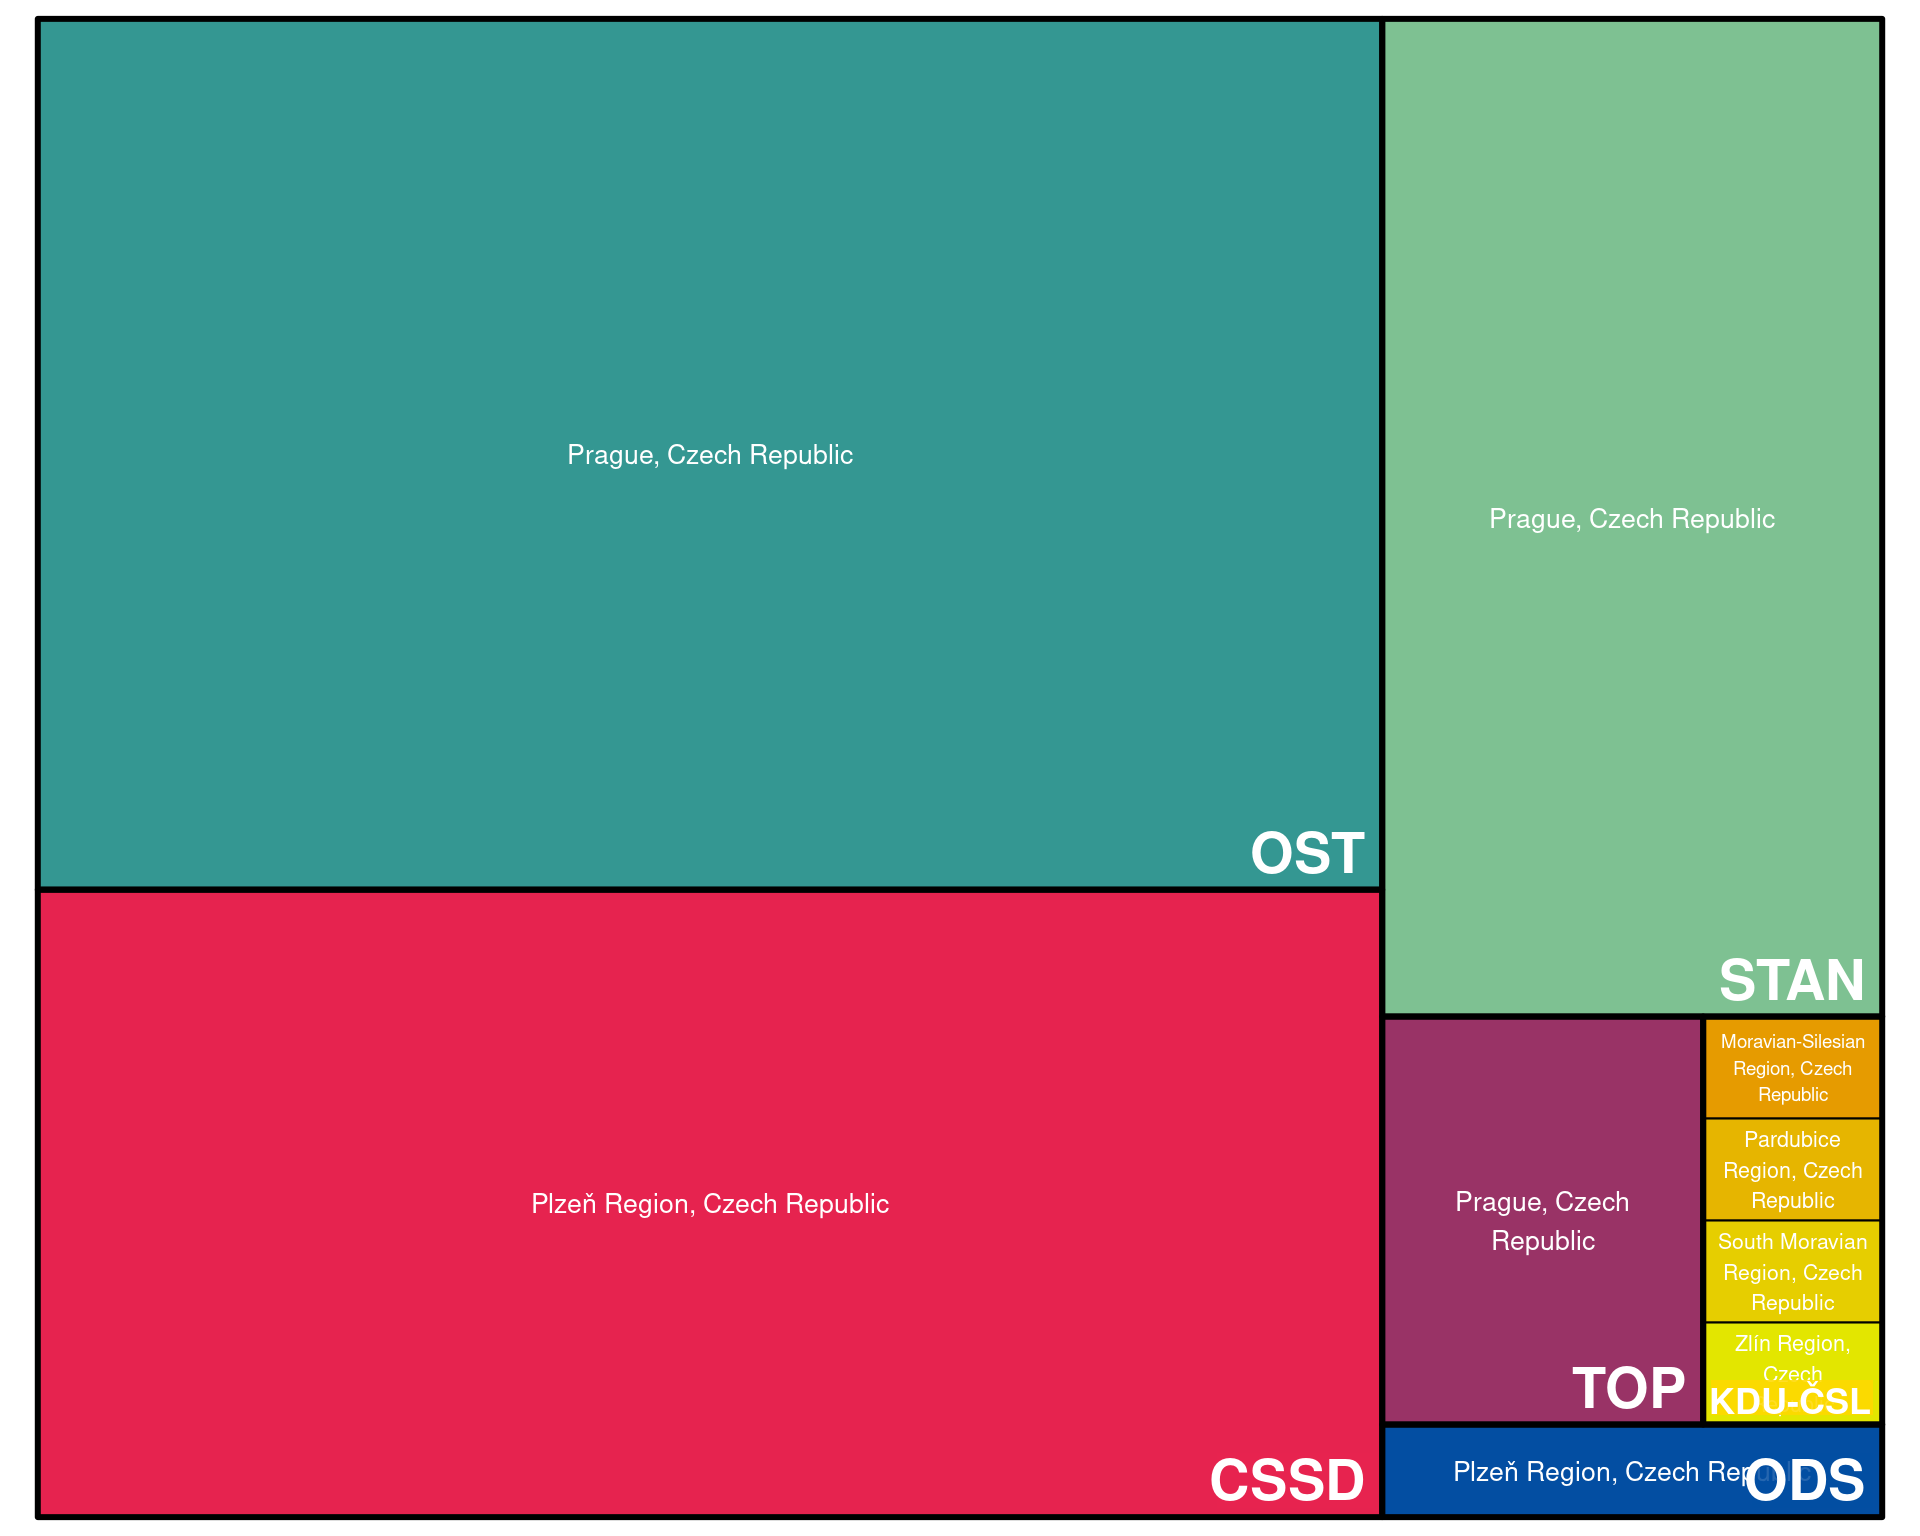 Prague, Czech Republic
OST
Prague, Czech Republic
STAN
Plzeň Region, Czech Republic
CSSD
Prague, Czech
Republic
TOP
Moravian-Silesian
Region, Czech
Republic
Pardubice
Region, Czech
Republic
South Moravian
Region, Czech
Republic
Zlín Region,
Czech
KDU-ČSL
Plzeň Region, Czech Republic
ODS